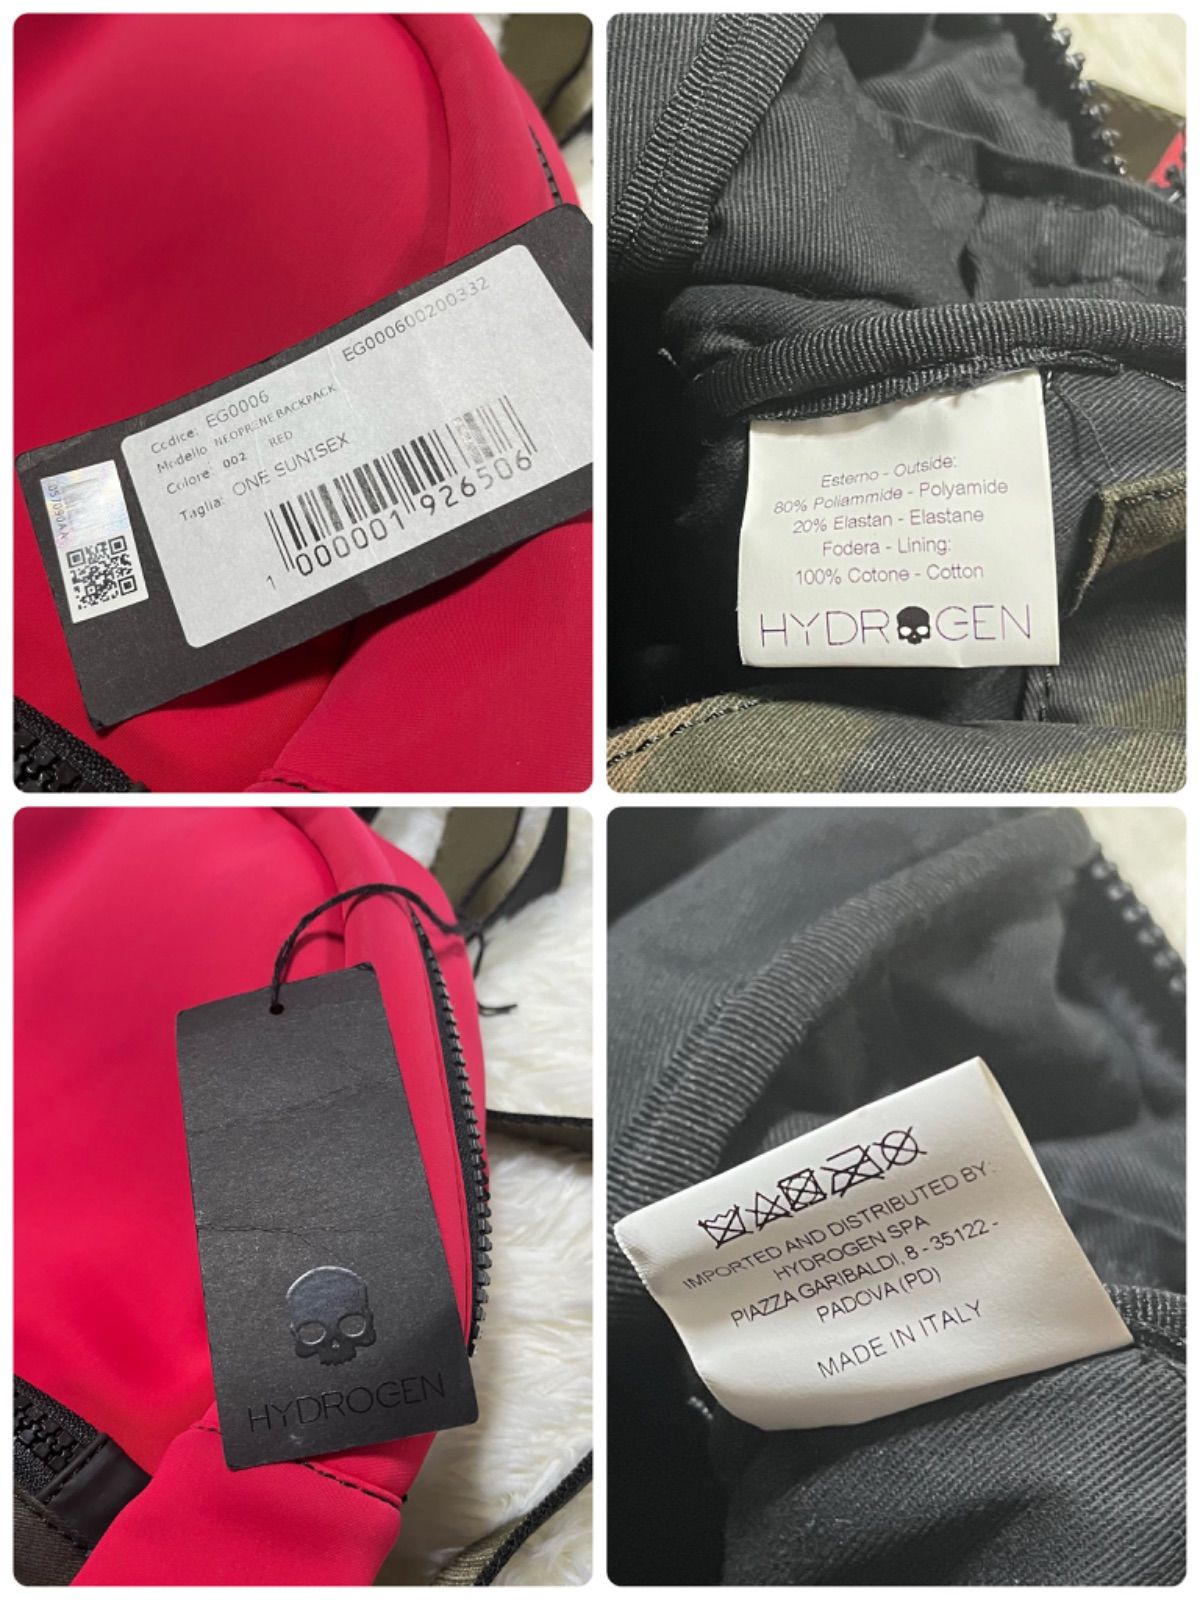 Codice: EG0006
EG000600200332
Modello NEOPRENE BACKPACK
Colore: 002 RED
Taglia: ONE SUNISEX
1 000001 926506
057090AA
Esterno - Outside:
80% Poliammide - Polyamide
20% Elastan - Elastane
Fodera - Lining:
100% Cotone - Cotton
HYDROGEN
HYDROGEN
IMPORTED AND DISTRIBUTED BY:
HYDROGEN SPA
PIAZZA GARIBALDI, 8 - 35122 -
PADOVA (PD)
MADE IN ITALY